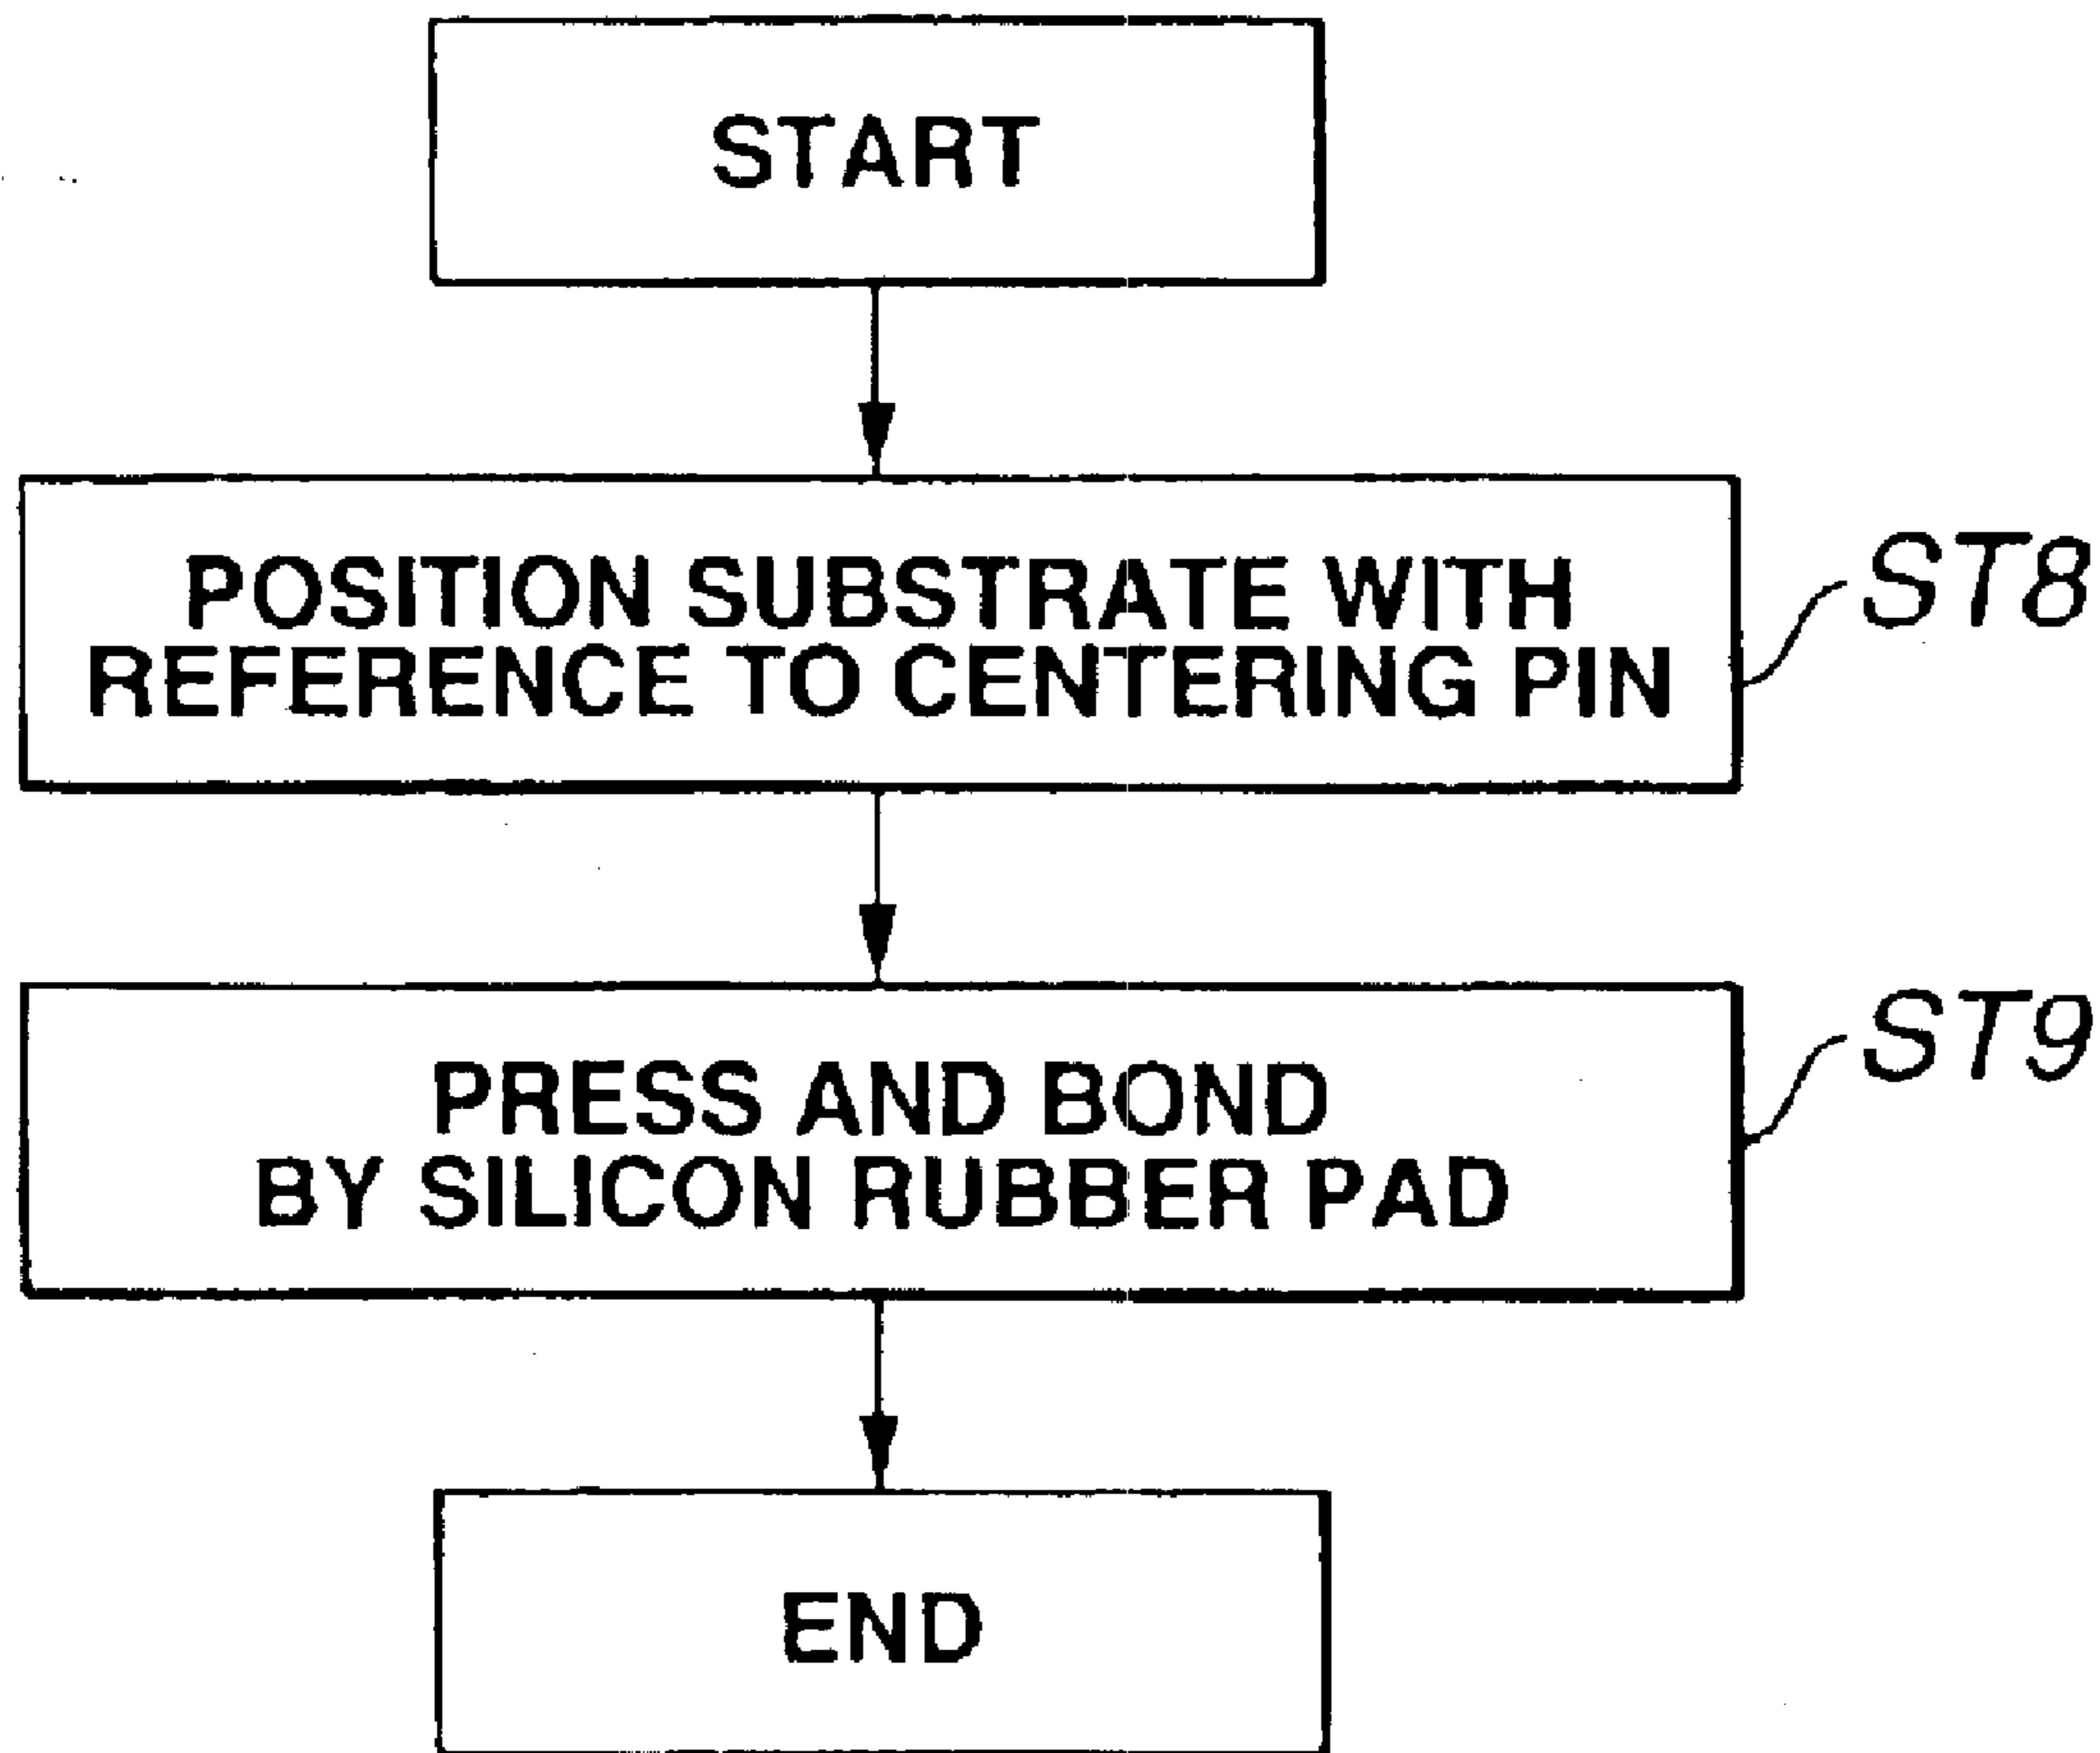 START
POSITION SUBSTRATE WITH
REFERENCE TO CENTERING PIN
ST8
PRESS AND BOND
BY SILICON RUBBER PAD
ST9
END